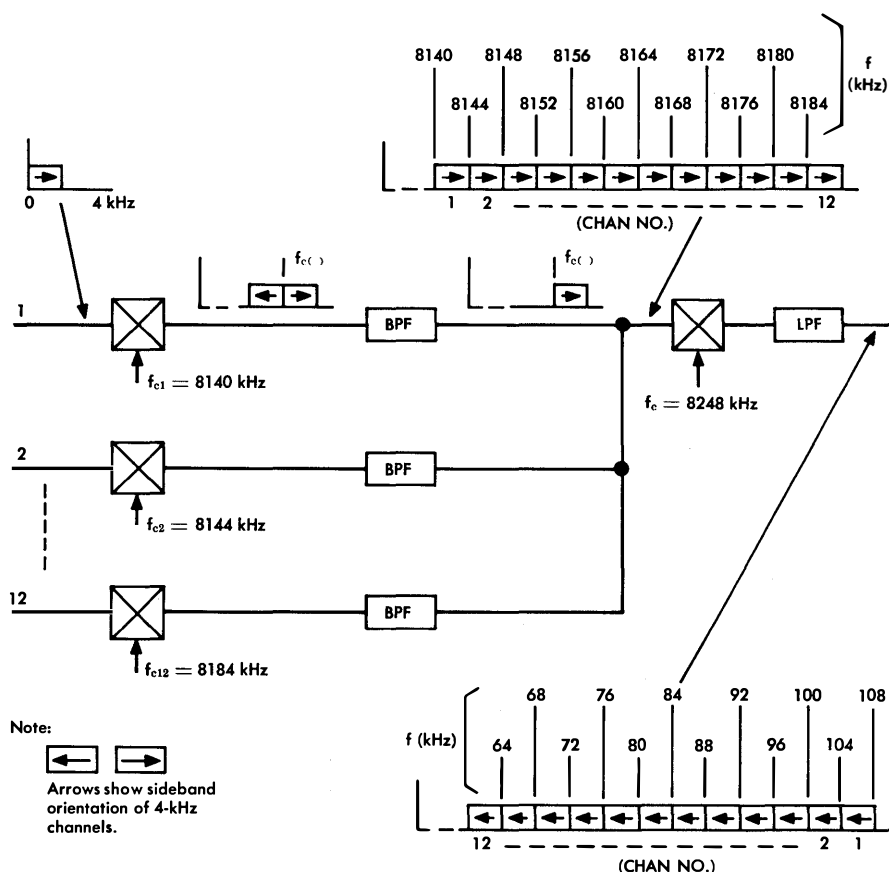 8140 8148 8156 8164 8172 8180
f
(kHz)
8144 8152 8160 8168 8176 8184
0 4 kHz
1 2 12
(CHAN NO.)
fc( )
fc( )
1
BPF
LPF
fc1 = 8140 kHz
fc = 8248 kHz
2
BPF
fc2 = 8144 kHz
12
BPF
fc12 = 8184 kHz
68 76 84 92 100 108
f (kHz)
64 72 80 88 96 104
12 2 1
(CHAN NO.)
Note:
Arrows show sideband
orientation of 4-kHz
channels.